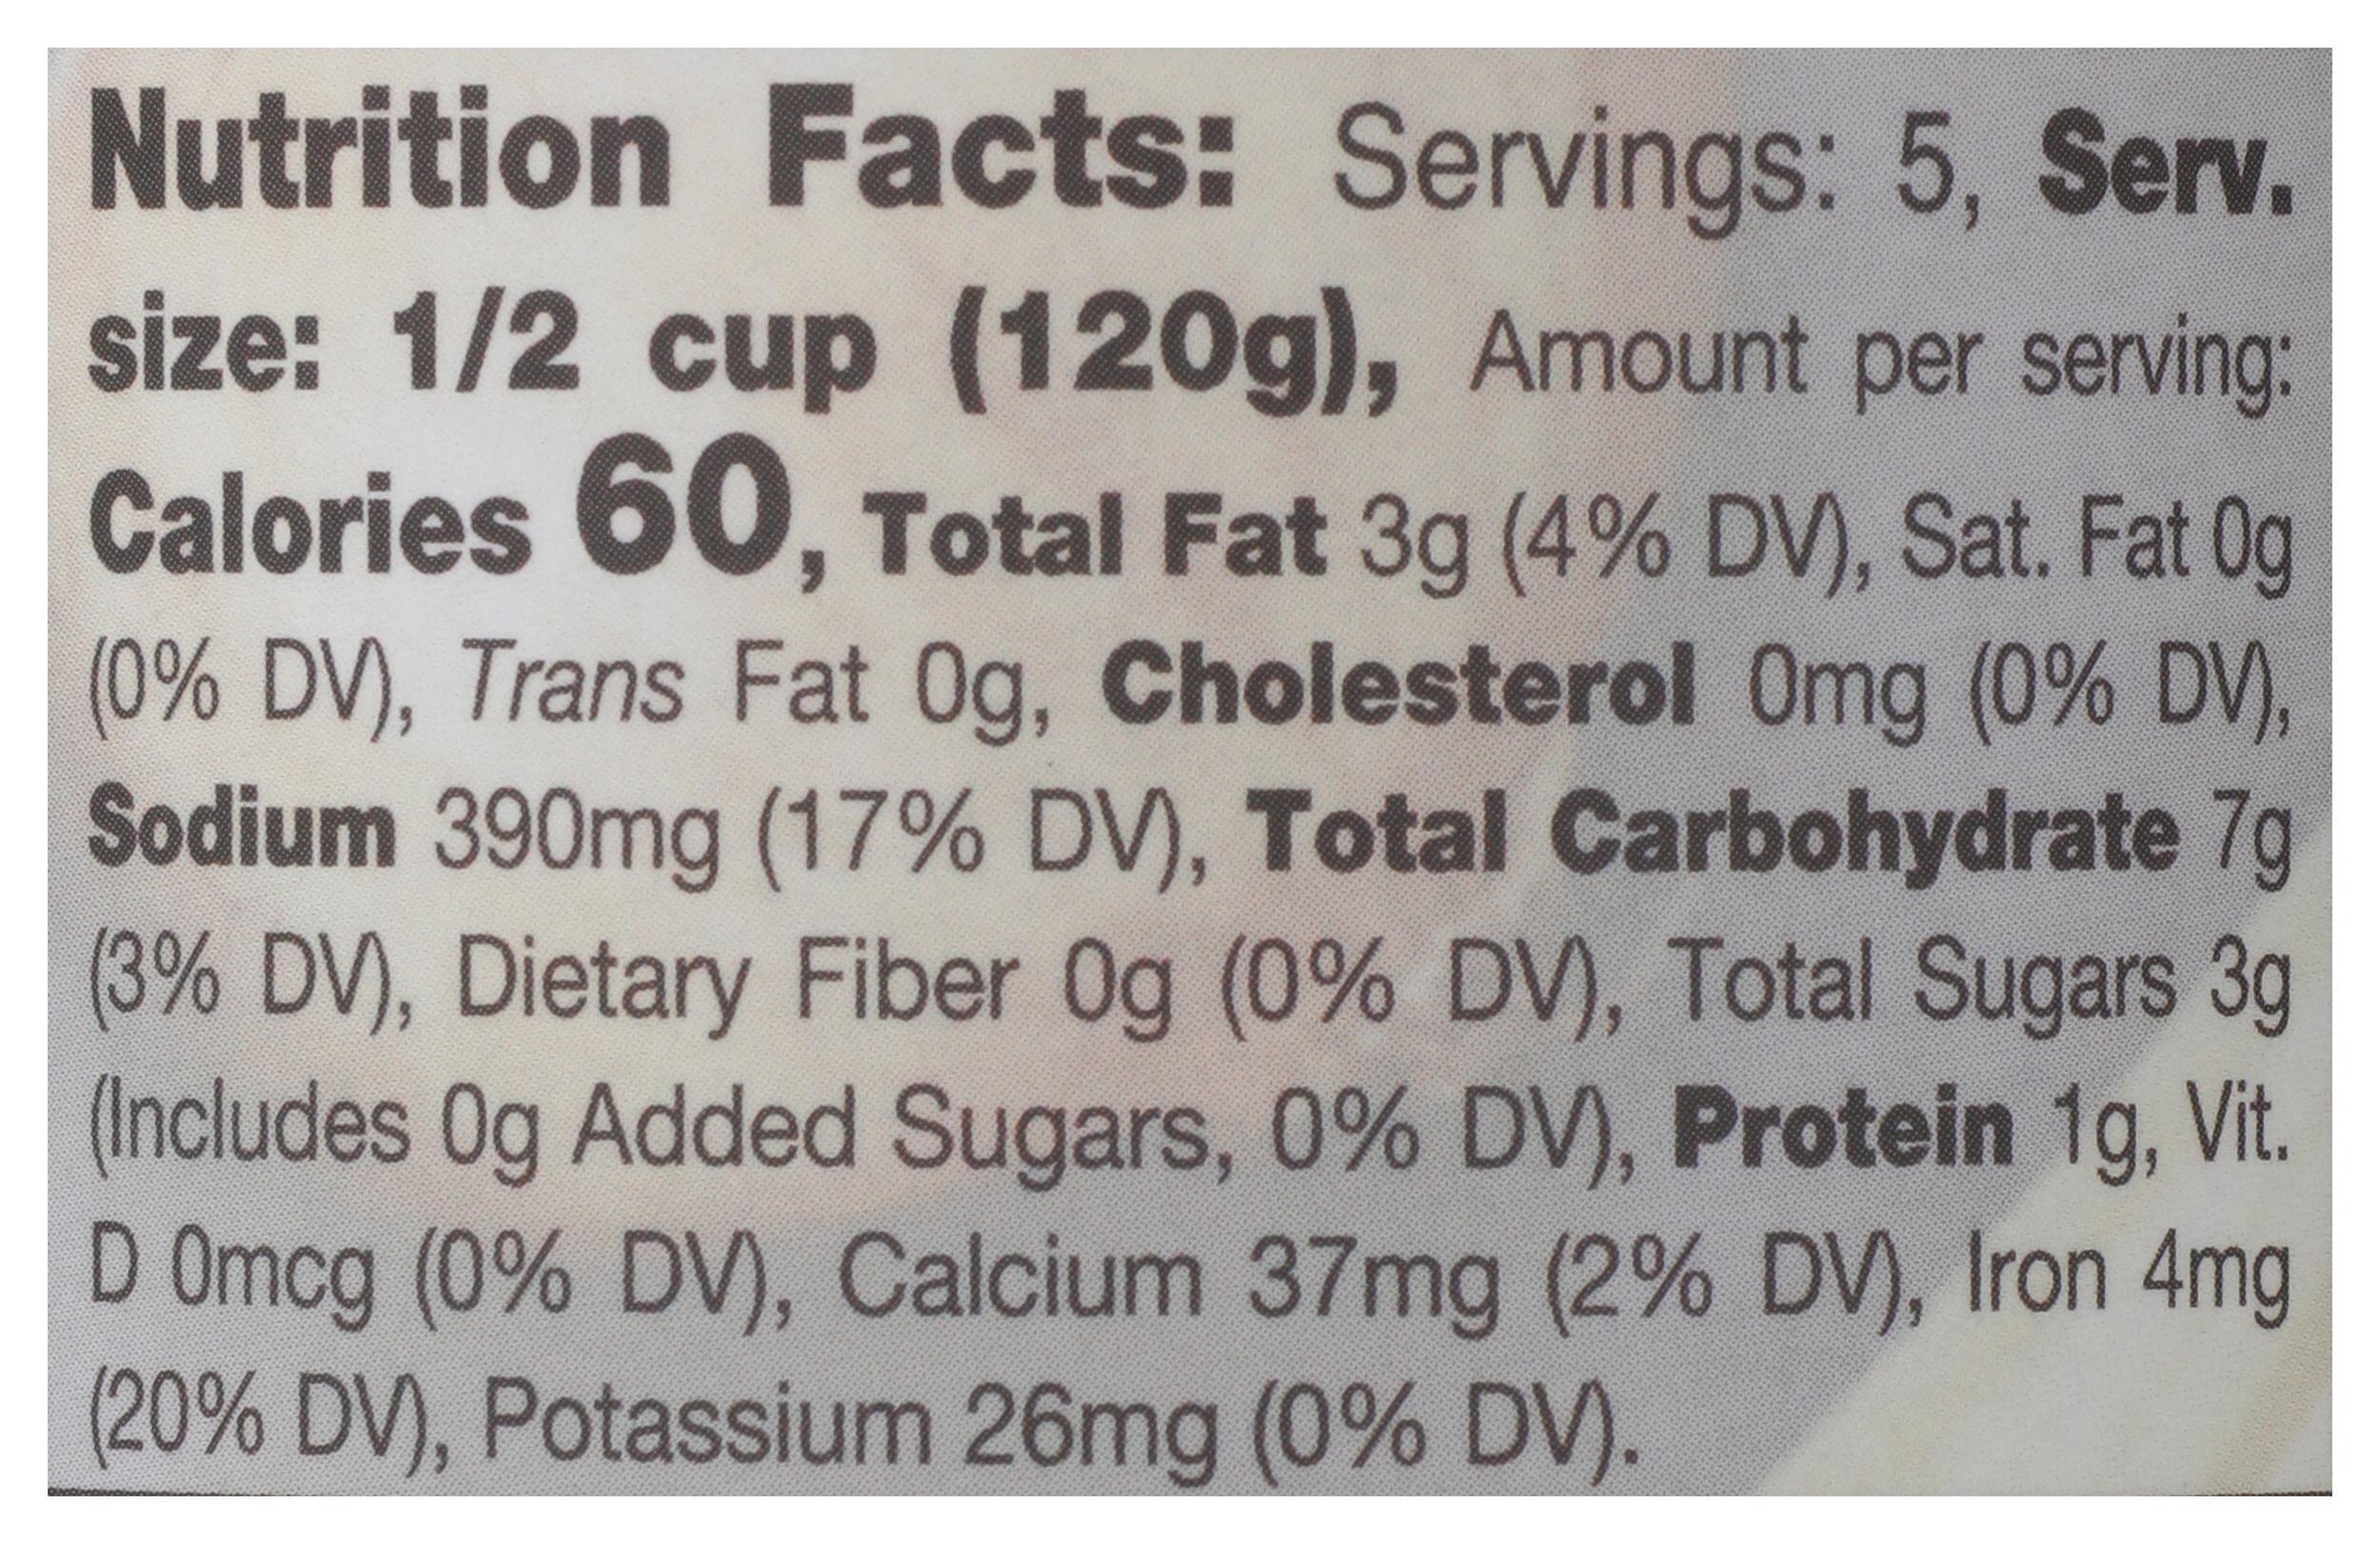 Nutrition Facts: Servings: 5, Serv.
size: 1/2 cup (120g), Amount per serving:
Calories 60, Total Fat 3g (4% DV), Sat. Fat 0g
(0% DV), Trans Fat 0g, Cholesterol 0mg (0% DV),
Sodium 390mg (17% DV), Total Carbohydrate 7g
(3% DV), Dietary Fiber 0g (0% DV), Total Sugars 3g
(Includes 0g Added Sugars, 0% DV), Protein 1g, Vit.
D 0mcg (0% DV), Calcium 37mg (2% DV), Iron 4mg
(20% DV), Potassium 26mg (0% DV).